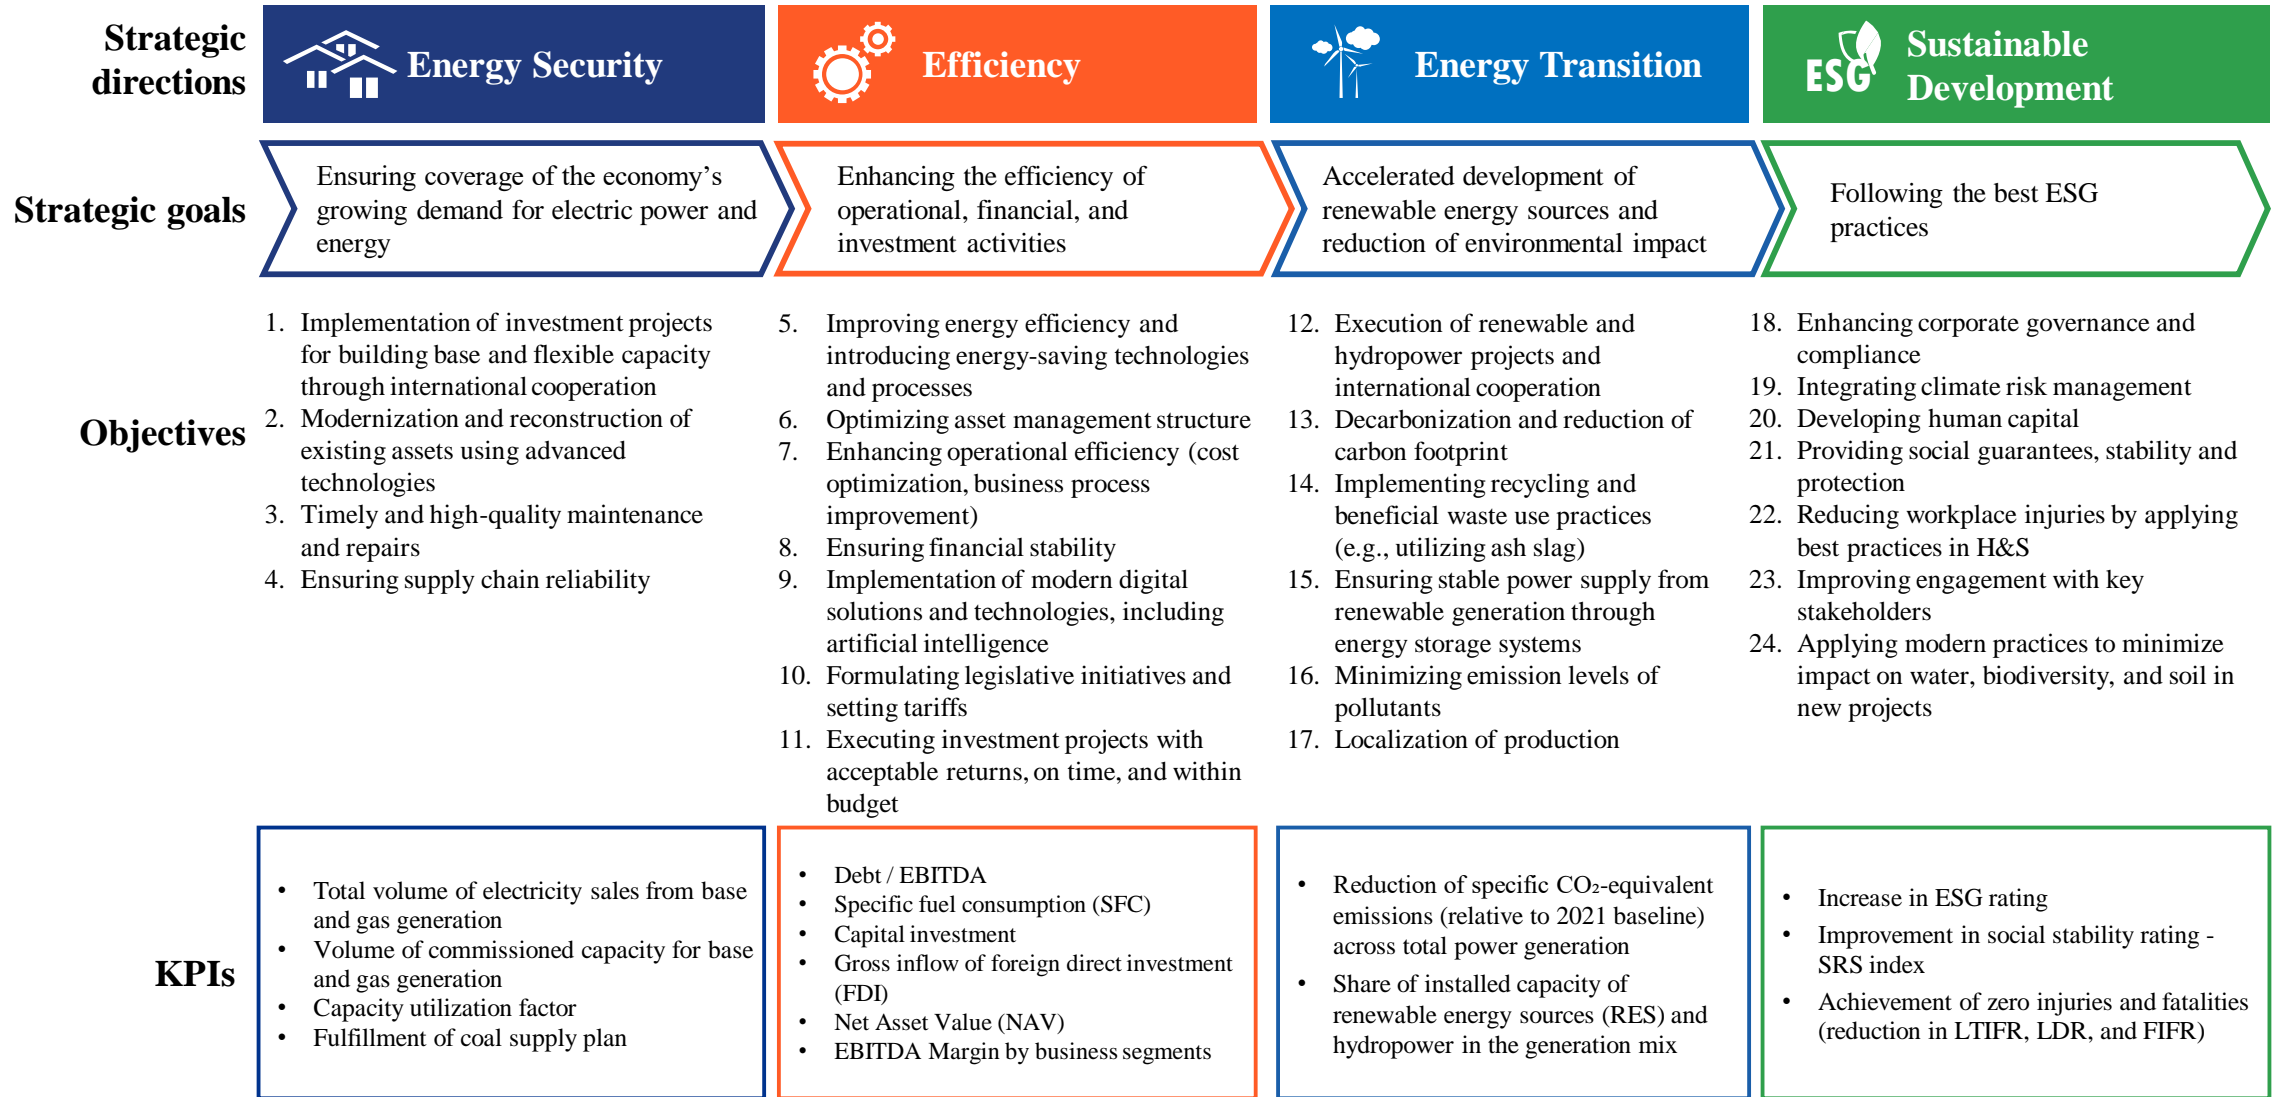 Strategic
directions
Energy Security
Efficiency
Energy Transition
ESG
Sustainable
Development
Strategic goals
Ensuring coverage of the economy’s
growing demand for electric power and
energy
Enhancing the efficiency of
operational, financial, and
investment activities
Accelerated development of
renewable energy sources and
reduction of environmental impact
Following the best ESG
practices
Objectives
1. Implementation of investment projects
for building base and flexible capacity
through international cooperation
2. Modernization and reconstruction of
existing assets using advanced
technologies
3. Timely and high-quality maintenance
and repairs
4. Ensuring supply chain reliability
5. Improving energy efficiency and
introducing energy-saving technologies
and processes
6. Optimizing asset management structure
7. Enhancing operational efficiency (cost
optimization, business process
improvement)
8. Ensuring financial stability
9. Implementation of modern digital
solutions and technologies, including
artificial intelligence
10. Formulating legislative initiatives and
setting tariffs
11. Executing investment projects with
acceptable returns, on time, and within
budget
12. Execution of renewable and
hydropower projects and
international cooperation
13. Decarbonization and reduction of
carbon footprint
14. Implementing recycling and
beneficial waste use practices
(e.g., utilizing ash slag)
15. Ensuring stable power supply from
renewable generation through
energy storage systems
16. Minimizing emission levels of
pollutants
17. Localization of production
18. Enhancing corporate governance and
compliance
19. Integrating climate risk management
20. Developing human capital
21. Providing social guarantees, stability and
protection
22. Reducing workplace injuries by applying
best practices in H&S
23. Improving engagement with key
stakeholders
24. Applying modern practices to minimize
impact on water, biodiversity, and soil in
new projects
KPIs
• Total volume of electricity sales from base
and gas generation
• Volume of commissioned capacity for base
and gas generation
• Capacity utilization factor
• Fulfillment of coal supply plan
• Debt / EBITDA
• Specific fuel consumption (SFC)
• Capital investment
• Gross inflow of foreign direct investment
(FDI)
• Net Asset Value (NAV)
• EBITDA Margin by business segments
• Reduction of specific CO₂-equivalent
emissions (relative to 2021 baseline)
across total power generation
• Share of installed capacity of
renewable energy sources (RES) and
hydropower in the generation mix
• Increase in ESG rating
• Improvement in social stability rating -
SRS index
• Achievement of zero injuries and fatalities
(reduction in LTIFR, LDR, and FIFR)